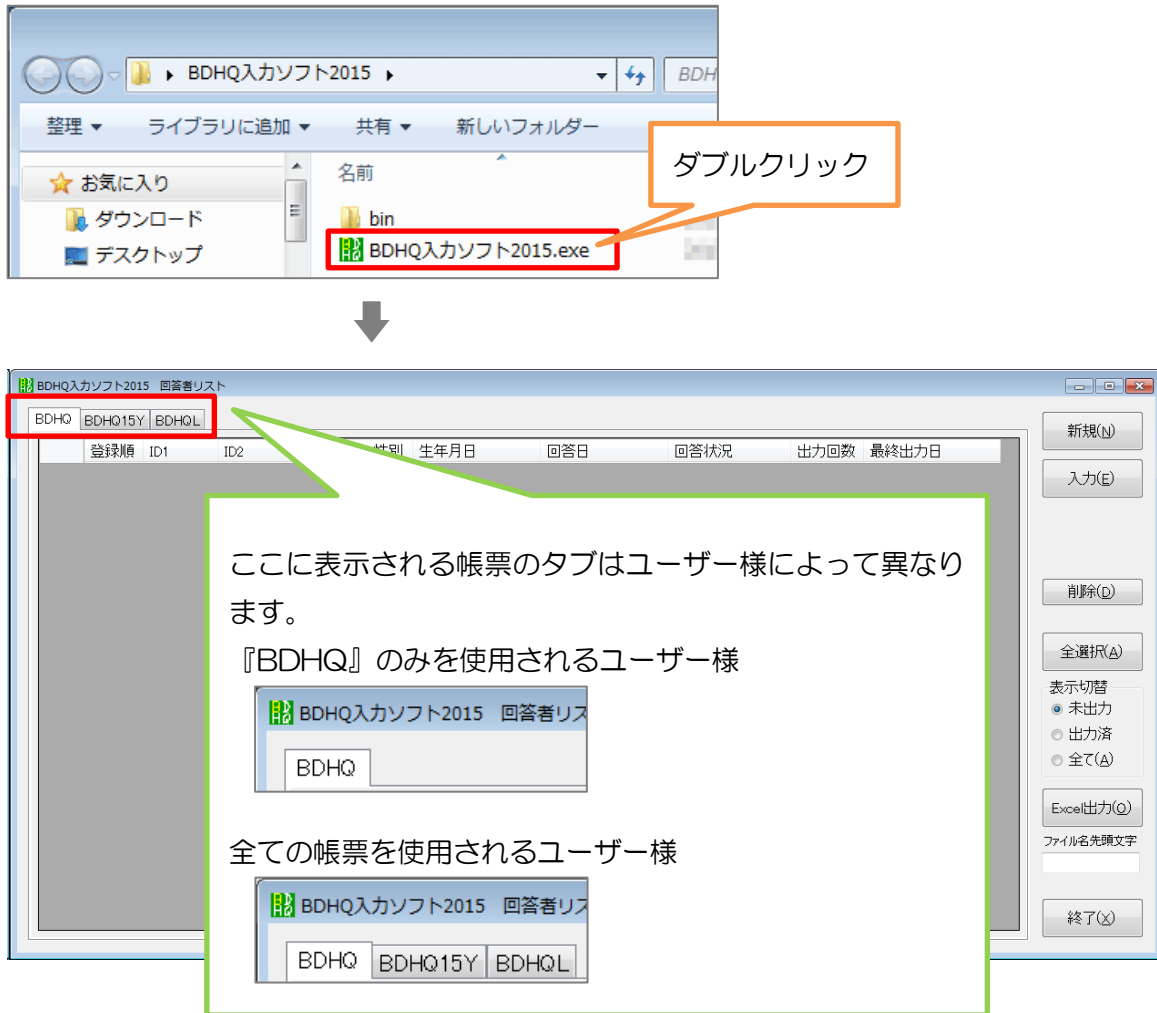 BDHQ入力ソフト2015
整理 ライブラリに追加 共有 新しいフォルダー
お気に入り
ダウンロード
デスクトップ
名前
bin
BDHQ入力ソフト2015.exe
ダブルクリック
BDHQ入力ソフト2015 回答者リスト
BDHQ BDHQ15Y BDHQL
登録順 ID1 ID2 性別 生年月日 回答日 回答状況 出力回数 最終出力日
ここに表示される帳票のタブはユーザー様によって異なり
ます。
『BDHQ』のみを使用されるユーザー様
BDHQ入力ソフト2015 回答者リス
BDHQ
全ての帳票を使用されるユーザー様
BDHQ入力ソフト2015 回答者リス
BDHQ BDHQ15Y BDHQL
新規(N)
入力(E)
削除(D)
全選択(A)
表示切替
未出力
出力済
全て(A)
Excel出力(O)
ファイル名先頭文字
終了(X)